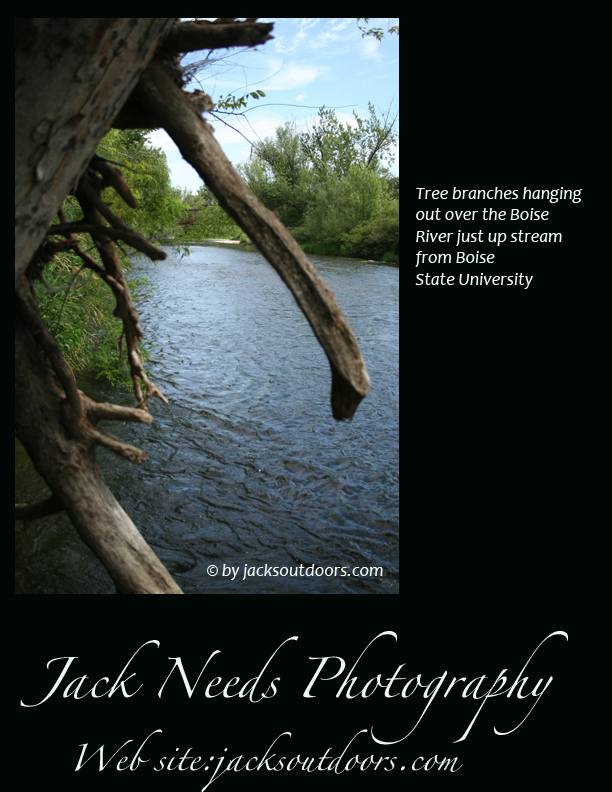 Tree branches hanging
out over the Boise
River just up stream
from Boise
State University
© by jacksoutdoors.com
Jack Needs Photography
Web site:jacksoutdoors.com